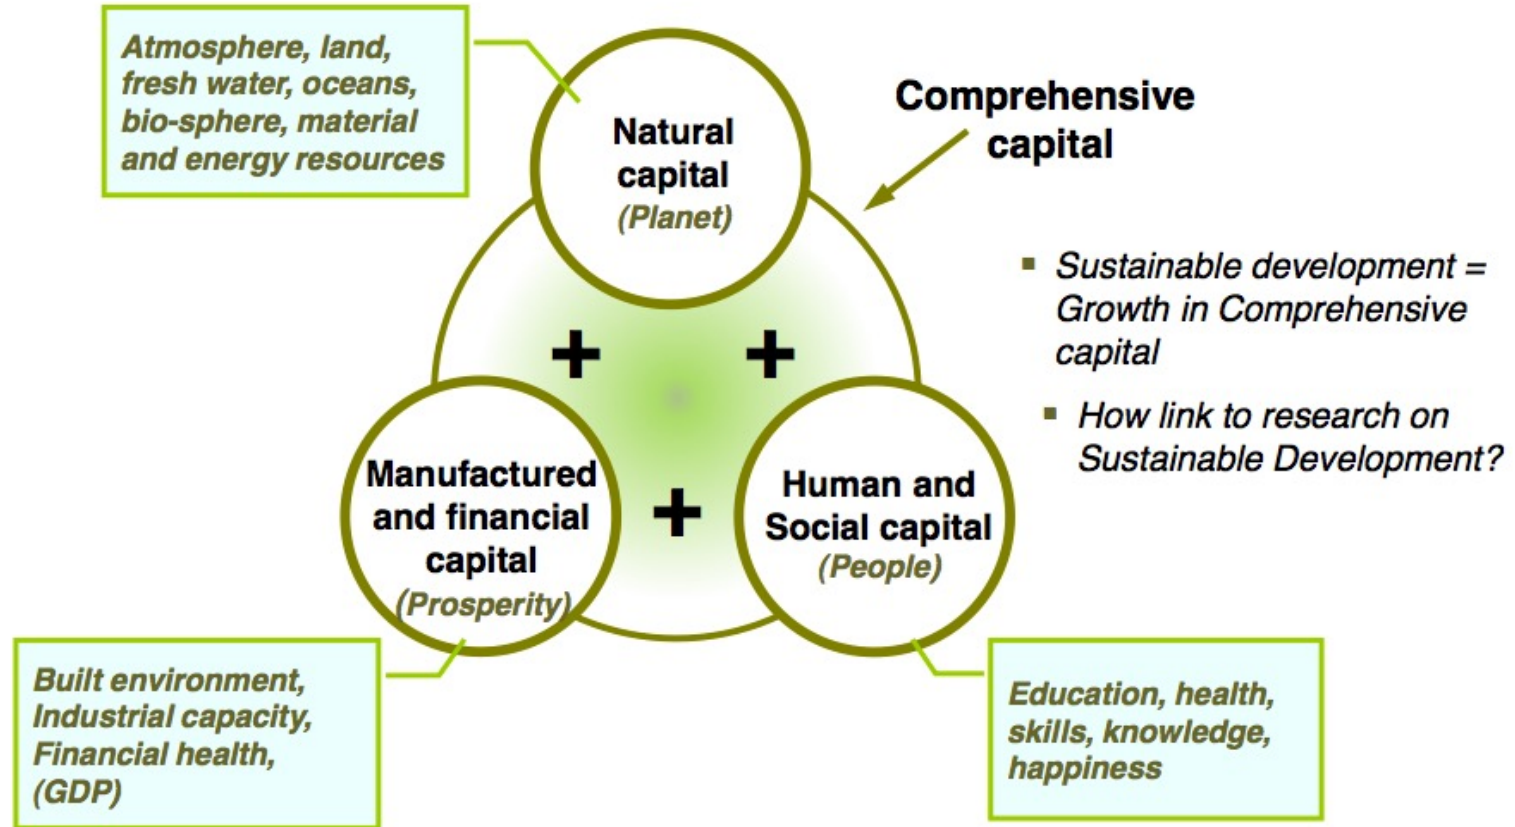 Atmosphere, land,
fresh water, oceans,
bio-sphere, material
and energy resources
Natural
capital
(Planet)
Comprehensive
capital
▪ Sustainable development =
Growth in Comprehensive
capital
▪ How link to research on
Sustainable Development?
+ +
+
Manufactured
and financial
capital
(Prosperity)
Human and
Social capital
(People)
Built environment,
Industrial capacity,
Financial health,
(GDP)
Education, health,
skills, knowledge,
happiness